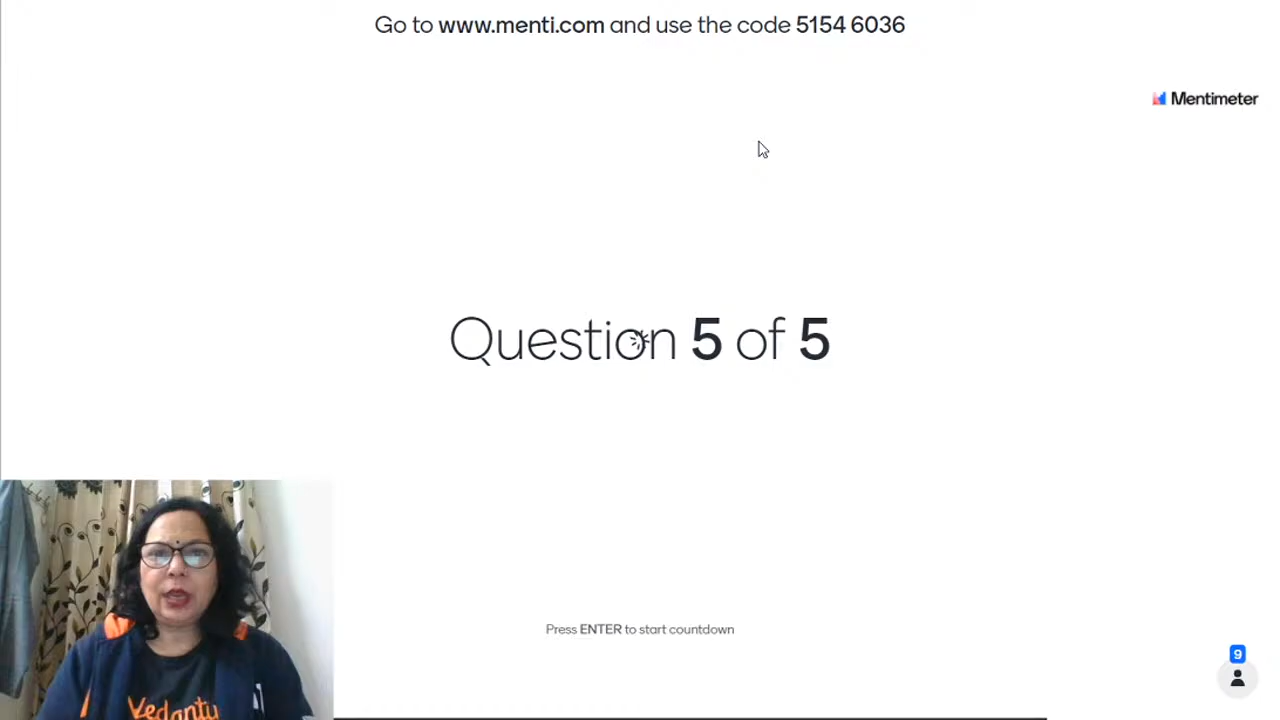 Go to www.menti.com and use the code 5154 6036
Mentimeter
Question 5 of 5
Press ENTER to start countdown
9
Vedantu